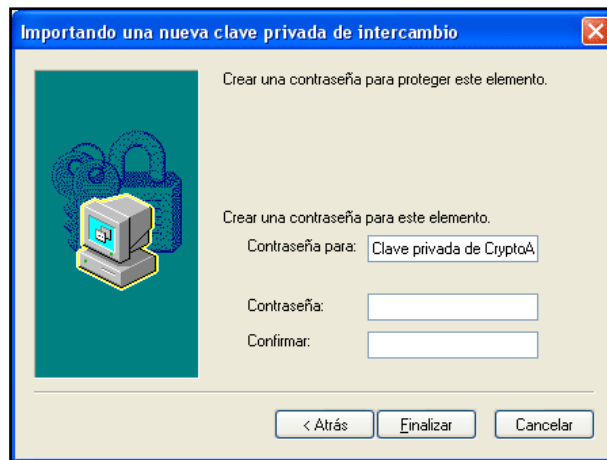 Importando una nueva clave privada de intercambio
Crear una contraseña para proteger este elemento.
Crear una contraseña para este elemento.
Contraseña para: Clave privada de CryptoA
Contraseña:
Confirmar:
< Atrás Finalizar Cancelar